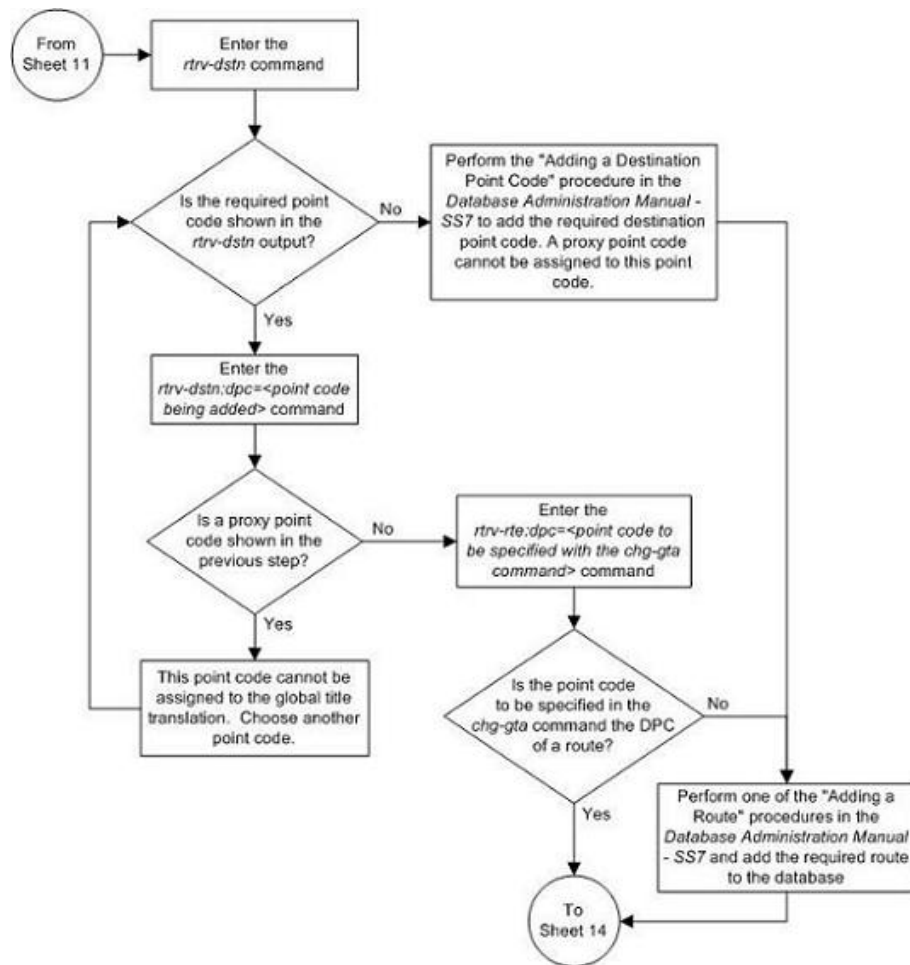 From
Sheet 11
Enter the
rtrv-dstn command
Is the required point
code shown in the
rtrv-dstn output?
No
Perform the "Adding a Destination
Point Code" procedure in the
Database Administration Manual -
SS7 to add the required destination
point code. A proxy point code
cannot be assigned to this point
code.
Yes
Enter the
rtrv-dstn:dpc=<point code
being added> command
Is a proxy point
code shown in the
previous step?
No
Enter the
rtrv-rte:dpc=<point code to
be specified with the chg-gta
command> command
Yes
This point code cannot be
assigned to the global title
translation. Choose another
point code.
Is the point code
to be specified in the
chg-gta command the DPC
of a route?
No
Yes
Perform one of the "Adding a
Route" procedures in the
Database Administration Manual
- SS7 and add the required route
to the database
To
Sheet 14